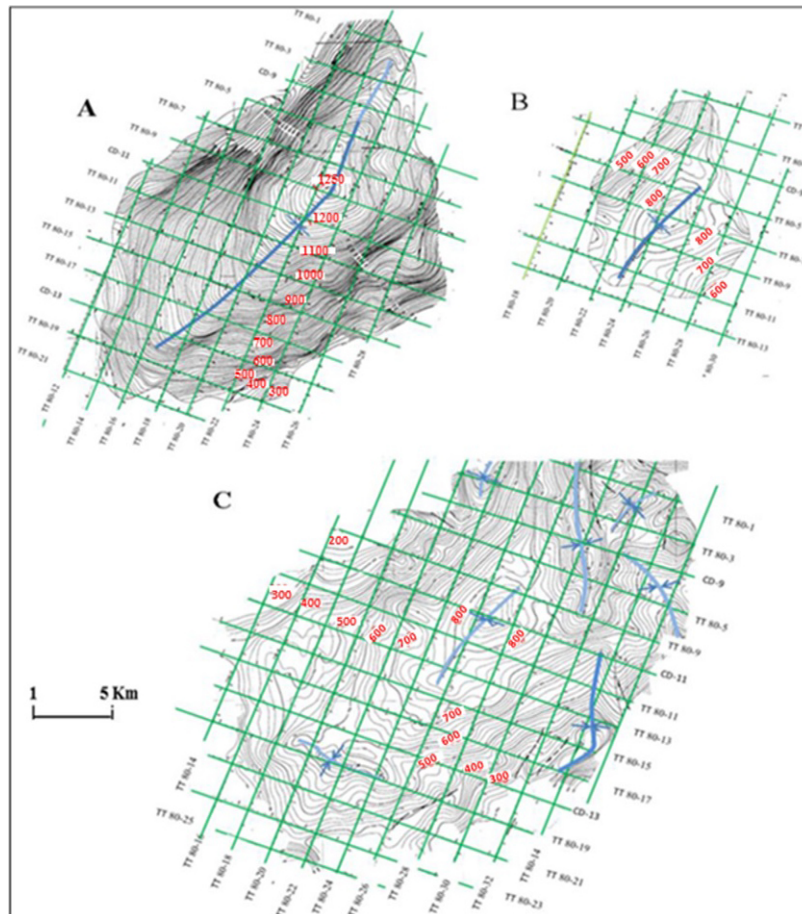 A
TT 80-1
TT 80-3
CD-9
TT 80-5
TT 80-7
TT 80-9
CD-11
TT 80-11
TT 80-13
TT 80-15
TT 80-17
CD-13
TT 80-19
TT 80-21
TT 80-12
TT 80-14
TT 80-16
TT 80-18
TT 80-20
TT 80-22
TT 80-24
TT 80-26
TT 80-28
1250
1200
1100
1000
900
800
700
600
500
400
300
B
500
600
700
800
800
700
600
TT 80-9
TT 80-11
TT 80-13
TT 80-18
TT 80-20
TT 80-22
TT 80-24
TT 80-26
TT 80-28
80-30
C
200
300
400
500
600
700
800
800
700
600
500
400
300
TT 80-1
TT 80-3
CD-9
TT 80-5
TT 80-9
CD-11
TT 80-11
TT 80-13
TT 80-15
TT 80-17
CD-13
TT 80-19
TT 80-21
TT 80-23
TT 80-14
TT 80-25
TT 80-16
TT 80-18
TT 80-20
TT 80-22
TT 80-24
TT 80-26
TT 80-28
TT 80-30
TT 80-32
TT 80-14
1 5 Km